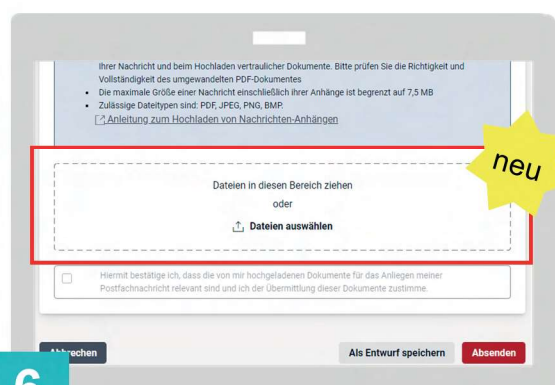 Ihrer Nachricht und beim Hochladen vertraulicher Dokumente. Bitte prüfen Sie die Richtigkeit und
Vollständigkeit des umgewandelten PDF-Dokumentes
• Die maximale Größe einer Nachricht einschließlich ihrer Anhänge ist begrenzt auf 7,5 MB
• Zulässige Dateitypen sind: PDF, JPEG, PNG, BMP.
Anleitung zum Hochladen von Nachrichten-Anhängen
neu
Dateien in diesen Bereich ziehen
oder
Dateien auswählen
Hiermit bestätige ich, dass die von mir hochgeladenen Dokumente für das Anliegen meiner
Postfachnachricht relevant sind und ich der Übermittlung dieser Dokumente zustimme.
Abbrechen
Als Entwurf speichern
Absenden
6